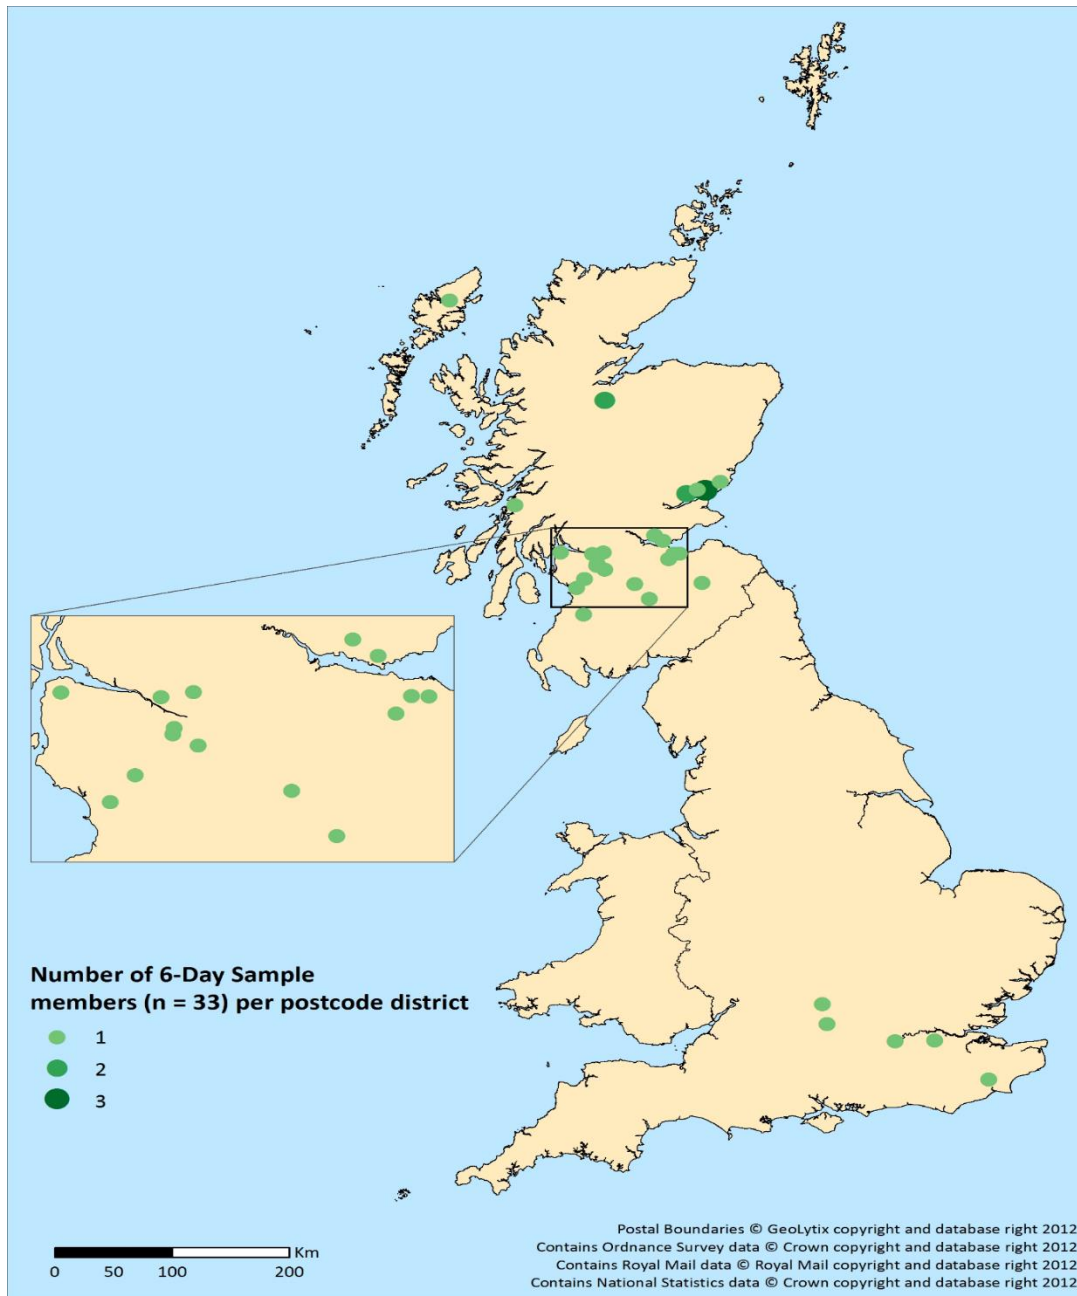 Number of 6-Day Sample
members (n = 33) per postcode district
1
2
3
Km
0 50 100 200
Postal Boundaries © GeoLytix copyright and database right 2012
Contains Ordnance Survey data © Crown copyright and database right 2012
Contains Royal Mail data © Royal Mail copyright and database right 2012
Contains National Statistics data © Crown copyright and database right 2012